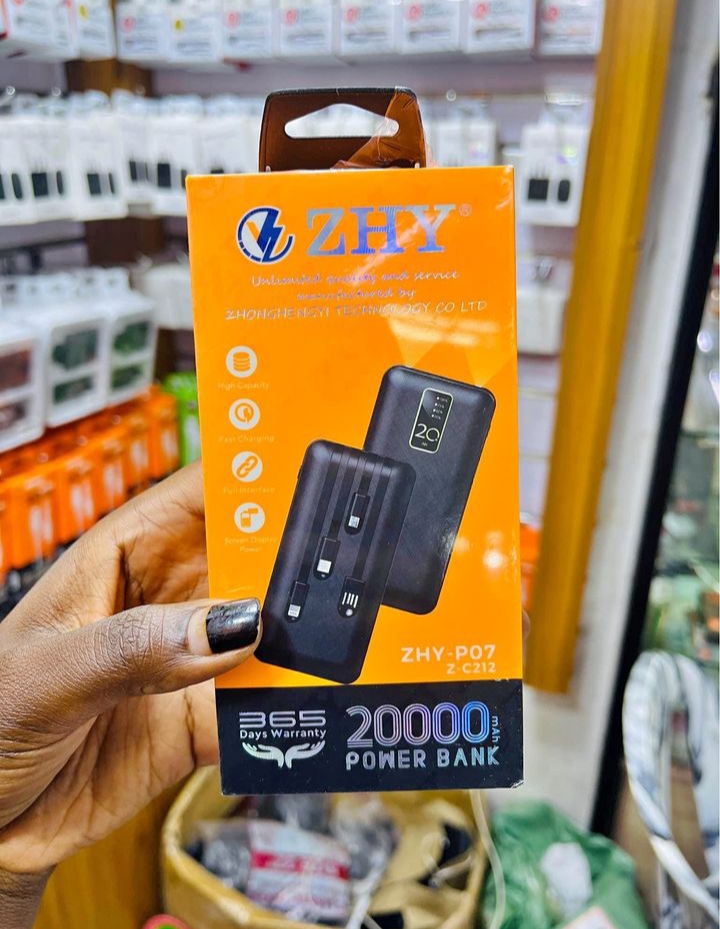 ZHY®
Unlimited quality and service
manufactured by
ZHONGHENGYI TECHNOLOGY CO LTD
High Capacity
Fast Charging
Full Interface
Screen Display
Power
20
ZHY-P07
Z-C212
365
Days Warranty
20000 mAh
POWER BANK